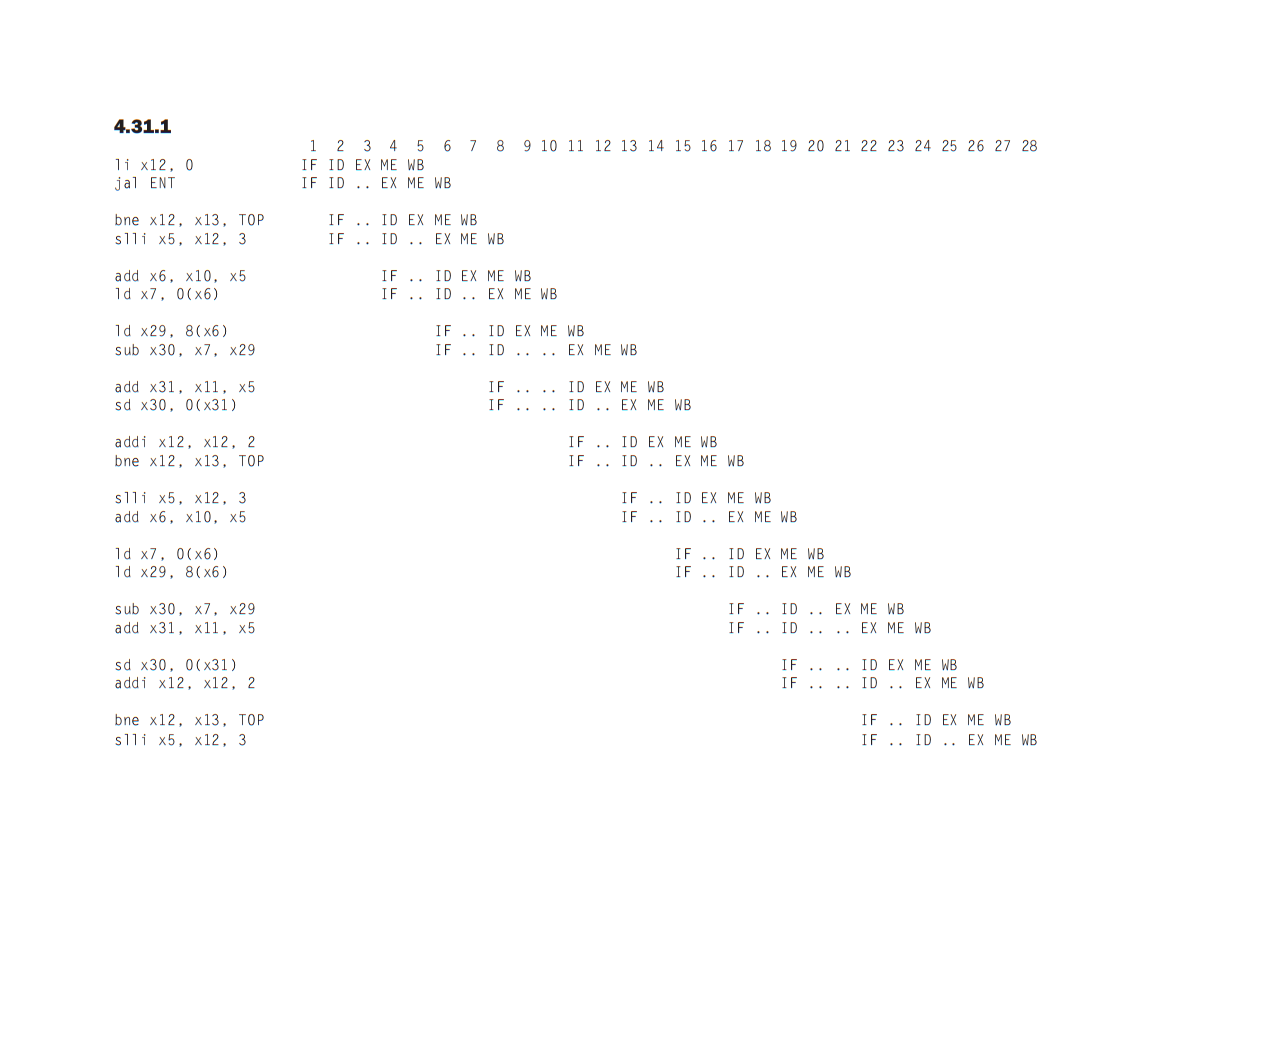 4.31.1
1 2 3 4 5 6 7 8 9 10 11 12 13 14 15 16 17 18 19 20 21 22 23 24 25 26 27 28
li x12, 0 IF ID EX ME WB
jal ENT IF ID .. EX ME WB
bne x12, x13, TOP IF .. ID EX ME WB
slli x5, x12, 3 IF .. ID .. EX ME WB
add x6, x10, x5 IF .. ID EX ME WB
ld x7, 0(x6) IF .. ID .. EX ME WB
ld x29, 8(x6) IF .. ID EX ME WB
sub x30, x7, x29 IF .. ID .. .. EX ME WB
add x31, x11, x5 IF .. .. ID EX ME WB
sd x30, 0(x31) IF .. .. ID .. EX ME WB
addi x12, x12, 2 IF .. ID EX ME WB
bne x12, x13, TOP IF .. ID .. EX ME WB
slli x5, x12, 3 IF .. ID EX ME WB
add x6, x10, x5 IF .. ID .. EX ME WB
ld x7, 0(x6) IF .. ID EX ME WB
ld x29, 8(x6) IF .. ID .. EX ME WB
sub x30, x7, x29 IF .. ID .. EX ME WB
add x31, x11, x5 IF .. ID .. .. EX ME WB
sd x30, 0(x31) IF .. .. ID EX ME WB
addi x12, x12, 2 IF .. .. ID .. EX ME WB
bne x12, x13, TOP IF .. ID EX ME WB
slli x5, x12, 3 IF .. ID .. EX ME WB